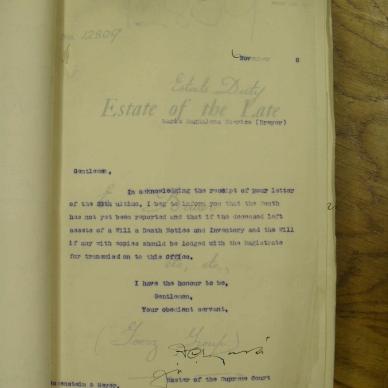 12809
November 8
Estate Duty
Estate of the Late
Magdalena (Breyer)
Gentlemen,
In acknowledging the receipt of your letter
of the ultimo, I beg to inform you that the Death
has not yet been reported and that if the deceased left
assets of a Will a Death Notice and Inventory and the Will
if any with copies should be lodged with the Magistrate
for transmission to this Office.
I have the honour to be,
Gentlemen,
Your obedient servant,
Group)
Master of the Supreme Court